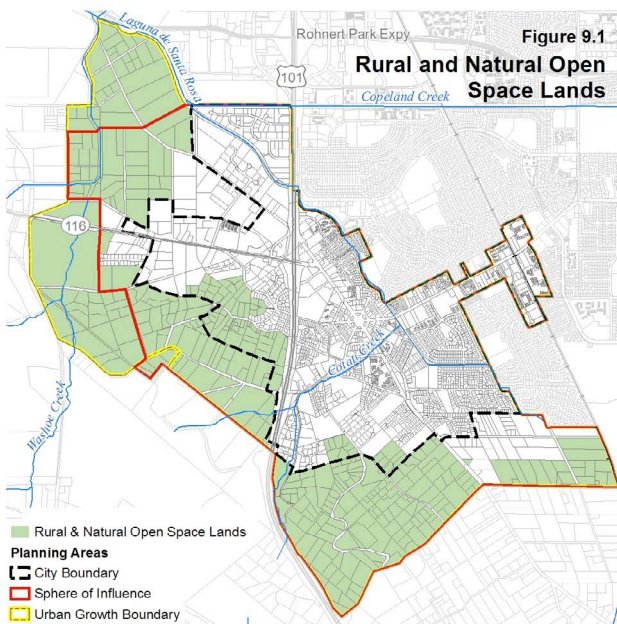 Figure 9.1
Rural and Natural Open
Space Lands
Laguna de Santa Rosa
Rohnert Park Expy
101
Copeland Creek
116
Cotati Creek
Washoe Creek
Rural & Natural Open Space Lands
Planning Areas
City Boundary
Sphere of Influence
Urban Growth Boundary